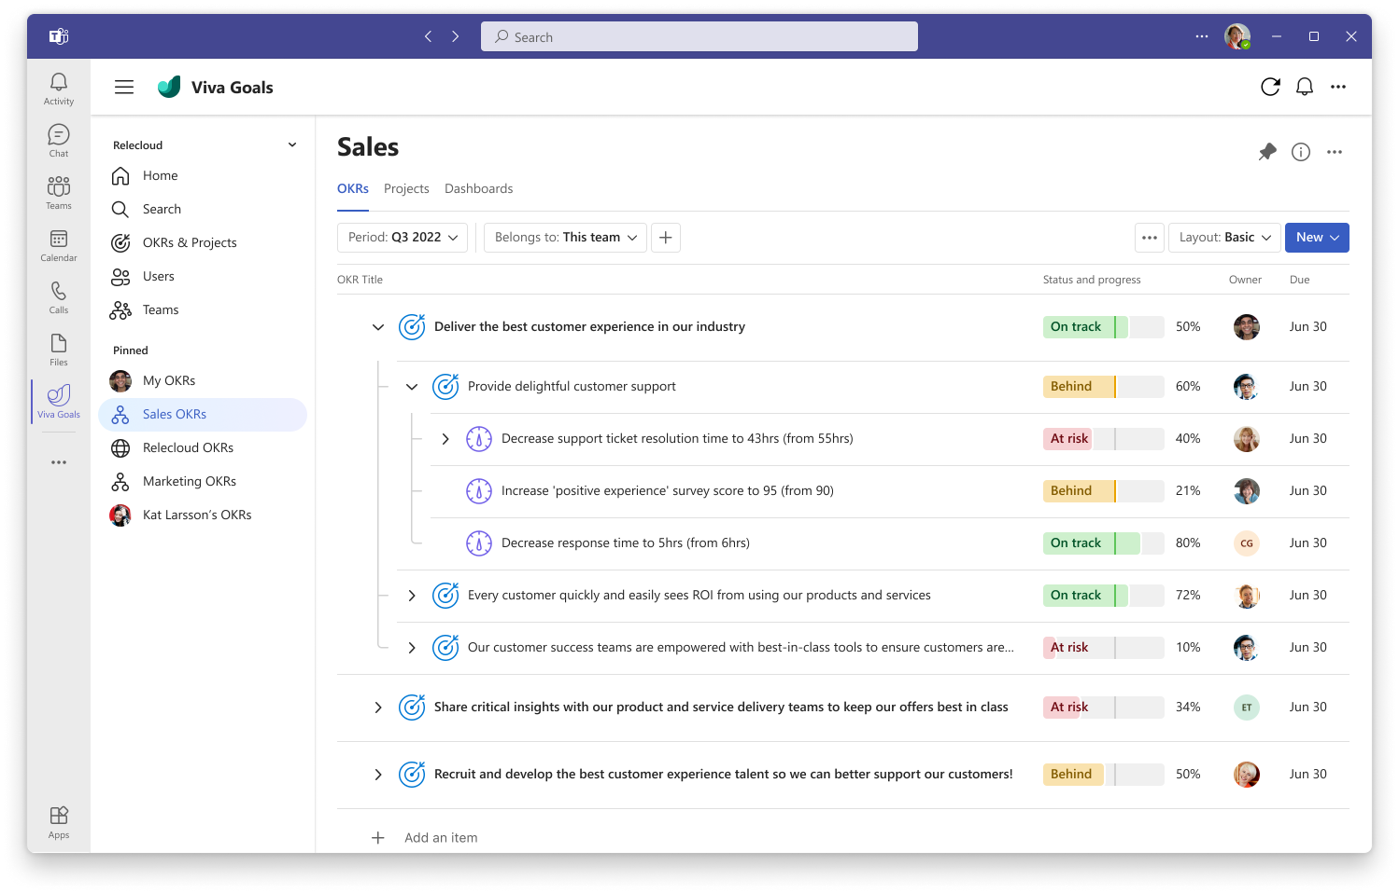 Search
Activity
Chat
Teams
Calendar
Calls
Files
Viva Goals
Apps
Viva Goals
Relecloud
Home
Search
OKRs & Projects
Users
Teams
Pinned
My OKRs
Sales OKRs
Relecloud OKRs
Marketing OKRs
Kat Larsson's OKRs
Sales
OKRs Projects Dashboards
Period: Q3 2022 Belongs to: This team Layout: Basic New
OKR Title Status and progress Owner Due
Deliver the best customer experience in our industry On track 50% Jun 30
Provide delightful customer support Behind 60% Jun 30
Decrease support ticket resolution time to 43hrs (from 55hrs) At risk 40% Jun 30
Increase 'positive experience' survey score to 95 (from 90) Behind 21% Jun 30
Decrease response time to 5hrs (from 6hrs) On track 80% CG Jun 30
Every customer quickly and easily sees ROI from using our products and services On track 72% Jun 30
Our customer success teams are empowered with best-in-class tools to ensure customers are... At risk 10% Jun 30
Share critical insights with our product and service delivery teams to keep our offers best in class At risk 34% ET Jun 30
Recruit and develop the best customer experience talent so we can better support our customers! Behind 50% Jun 30
Add an item